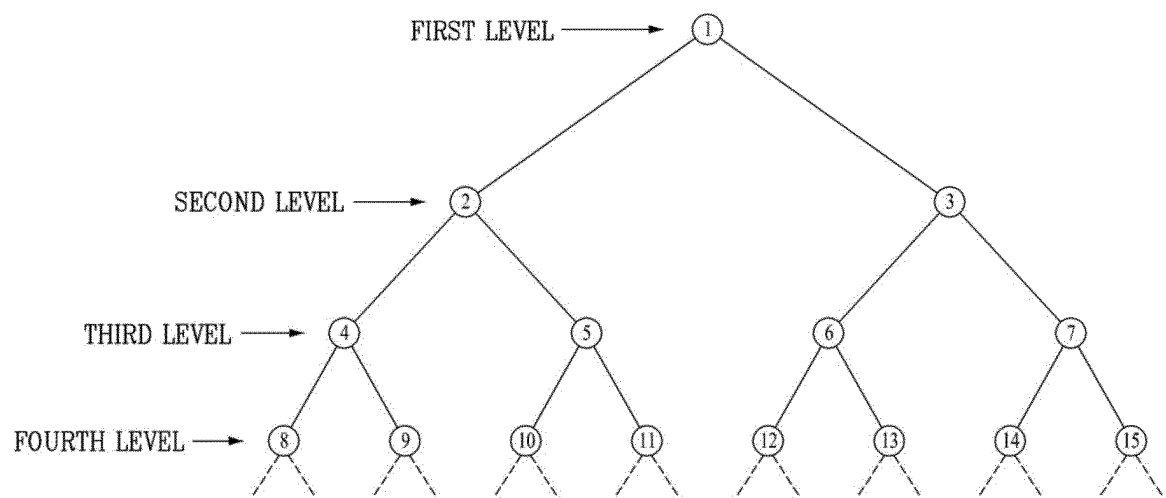 FIRST LEVEL 1
SECOND LEVEL 2 3
THIRD LEVEL 4 5 6 7
FOURTH LEVEL 8 9 10 11 12 13 14 15